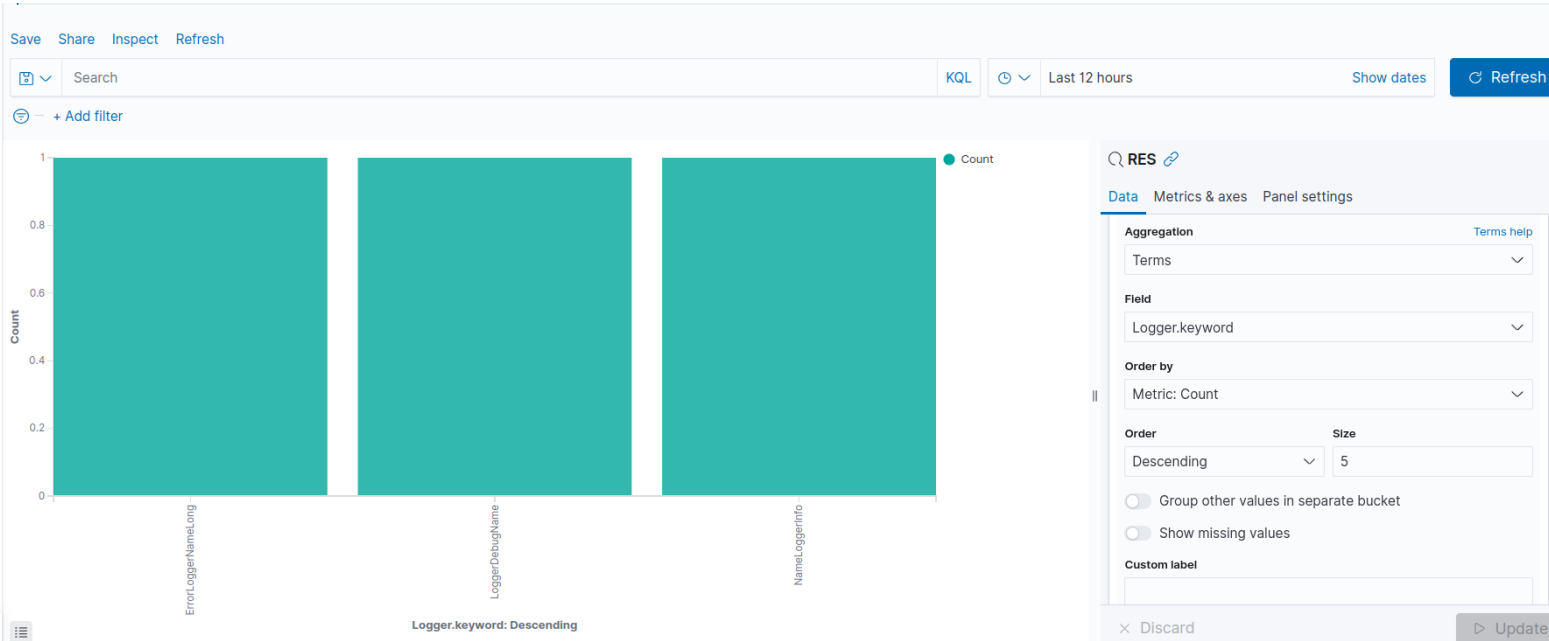 Save Share Inspect Refresh
Search KQL Last 12 hours Show dates Refresh
+ Add filter
1
0.8
0.6
0.4
0.2
0
Count
ErrorLoggerNameLong
LoggerDebugName
NameLoggerInfo
Logger.keyword: Descending
Count
RES
Data Metrics & axes Panel settings
Aggregation Terms help
Terms
Field
Logger.keyword
Order by
Metric: Count
Order Size
Descending 5
Group other values in separate bucket
Show missing values
Custom label
Discard Update